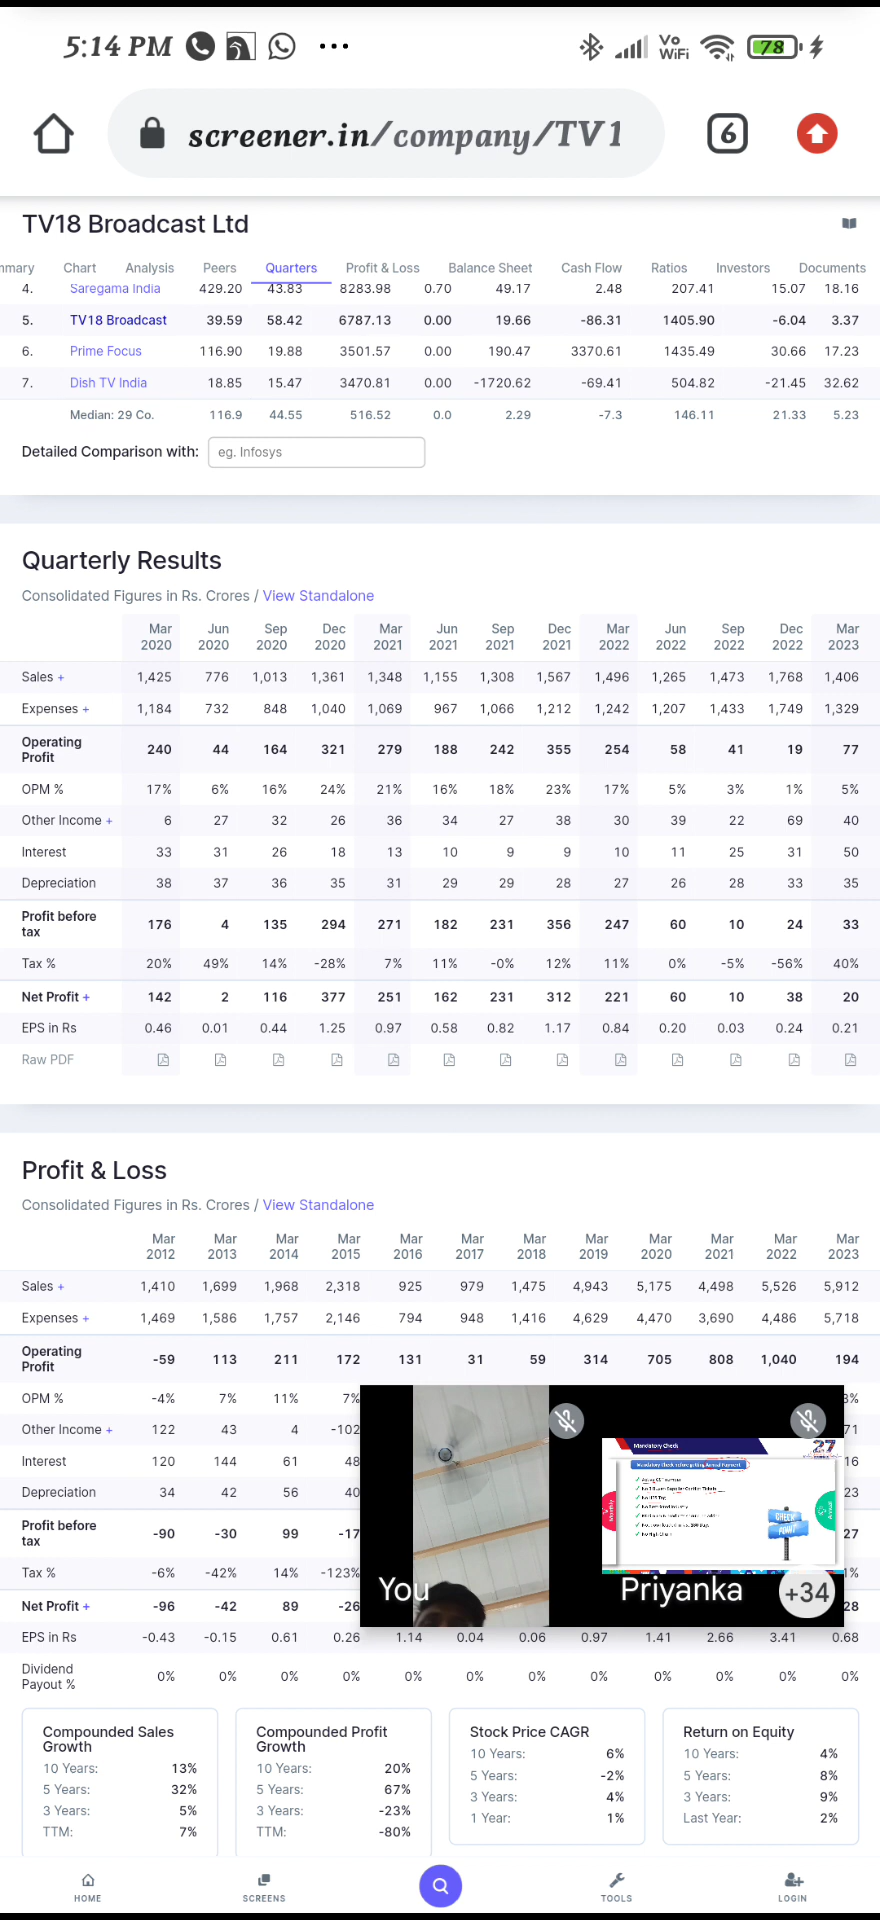 5:14 PM
Vo WiFi 78
screener.in/company/TV1 6
TV18 Broadcast Ltd
mmary Chart Analysis Peers Quarters Profit & Loss Balance Sheet Cash Flow Ratios Investors Documents
4. Saregama India 429.20 43.83 8283.98 0.70 49.17 2.48 207.41 15.07 18.16
5. TV18 Broadcast 39.59 58.42 6787.13 0.00 19.66 -86.31 1405.90 -6.04 3.37
6. Prime Focus 116.90 19.88 3501.57 0.00 190.47 3370.61 1435.49 30.66 17.23
7. Dish TV India 18.85 15.47 3470.81 0.00 -1720.62 -69.41 504.82 -21.45 32.62
Median: 29 Co. 116.9 44.55 516.52 0.0 2.29 -7.3 146.11 21.33 5.23
Detailed Comparison with: eg. Infosys
Quarterly Results
Consolidated Figures in Rs. Crores / View Standalone
Mar 2020 Jun 2020 Sep 2020 Dec 2020 Mar 2021 Jun 2021 Sep 2021 Dec 2021 Mar 2022 Jun 2022 Sep 2022 Dec 2022 Mar 2023
Sales + 1,425 776 1,013 1,361 1,348 1,155 1,308 1,567 1,496 1,265 1,473 1,768 1,406
Expenses + 1,184 732 848 1,040 1,069 967 1,066 1,212 1,242 1,207 1,433 1,749 1,329
Operating Profit 240 44 164 321 279 188 242 355 254 58 41 19 77
OPM % 17% 6% 16% 24% 21% 16% 18% 23% 17% 5% 3% 1% 5%
Other Income + 6 27 32 26 36 34 27 38 30 39 22 69 40
Interest 33 31 26 18 13 10 9 9 10 11 25 31 50
Depreciation 38 37 36 35 31 29 29 28 27 26 28 33 35
Profit before tax 176 4 135 294 271 182 231 356 247 60 10 24 33
Tax % 20% 49% 14% -28% 7% 11% -0% 12% 11% 0% -5% -56% 40%
Net Profit + 142 2 116 377 251 162 231 312 221 60 10 38 20
EPS in Rs 0.46 0.01 0.44 1.25 0.97 0.58 0.82 1.17 0.84 0.20 0.03 0.24 0.21
Raw PDF
Profit & Loss
Consolidated Figures in Rs. Crores / View Standalone
Mar 2012 Mar 2013 Mar 2014 Mar 2015 Mar 2016 Mar 2017 Mar 2018 Mar 2019 Mar 2020 Mar 2021 Mar 2022 Mar 2023
Sales + 1,410 1,699 1,968 2,318 925 979 1,475 4,943 5,175 4,498 5,526 5,912
Expenses + 1,469 1,586 1,757 2,146 794 948 1,416 4,629 4,470 3,690 4,486 5,718
Operating Profit -59 113 211 172 131 31 59 314 705 808 1,040 194
OPM % -4% 7% 11% 7% 3%
Other Income + 122 43 4 -102 71
Interest 120 144 61 48 16
Depreciation 34 42 56 40 23
Profit before tax -90 -30 99 -17 27
Tax % -6% -42% 14% -123% 1%
Net Profit + -96 -42 89 -26 28
EPS in Rs -0.43 -0.15 0.61 0.26 1.14 0.04 0.06 0.97 1.41 2.66 3.41 0.68
Dividend Payout % 0% 0% 0% 0% 0% 0% 0% 0% 0% 0% 0% 0%
Mandatory Check 27
Mandatory Check before getting Annual Payment
You Priyanka +34
Compounded Sales Growth
10 Years: 13%
5 Years: 32%
3 Years: 5%
TTM: 7%
Compounded Profit Growth
10 Years: 20%
5 Years: 67%
3 Years: -23%
TTM: -80%
Stock Price CAGR
10 Years: 6%
5 Years: -2%
3 Years: 4%
1 Year: 1%
Return on Equity
10 Years: 4%
5 Years: 8%
3 Years: 9%
Last Year: 2%
HOME SCREENS TOOLS LOGIN